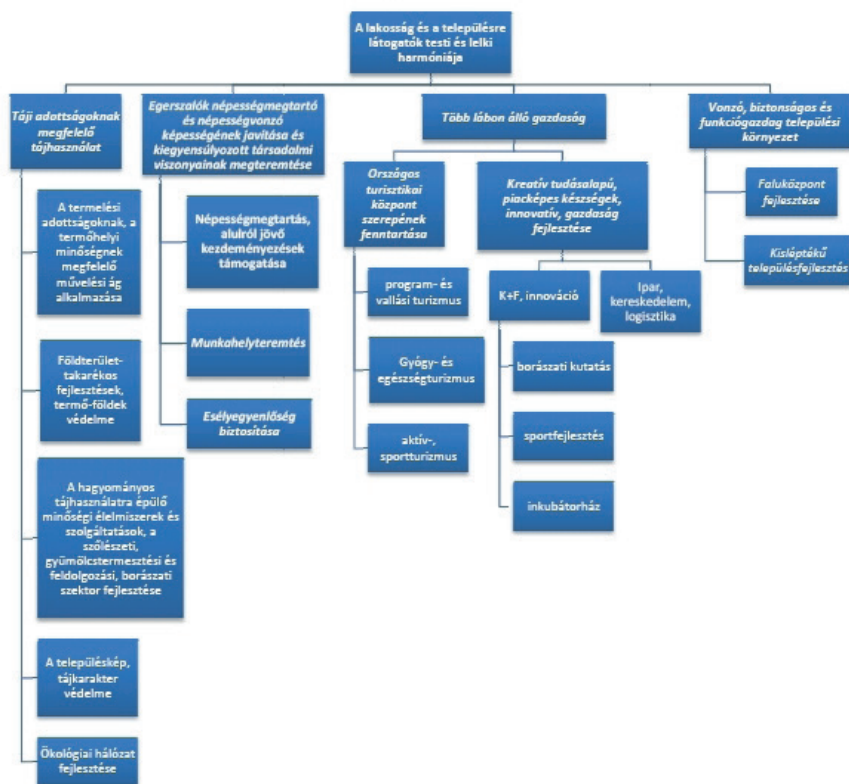 A lakosság és a településre
látogatók testi és lelki
harmóniája
Táji adottságoknak
megfelelő
tájhasználat
Egerszalók népességmegtartó
és népességvonzó
képességének javítása és
kiegyensúlyozott társadalmi
viszonyainak megteremtése
Több lábon álló gazdaság
Vonzó, biztonságos és
funkciógazdag települési
környezet
A termelési
adottságoknak, a
termőhelyi
minőségnek
megfelelő
művelési ág
alkalmazása
Földterület-
takarékos
fejlesztések,
termő-földek
védelme
A hagyományos
tájhasználatra épülő
minőségi élelmiszerek és
szolgáltatások, a
szőlészeti,
gyümölcstermesztési és
feldolgozási, borászati
szektor fejlesztése
A településkép,
tájkarakter
védelme
Ökológiai hálózat
fejlesztése
Népességmegtartás,
alulról jövő
kezdeményezések
támogatása
Munkahelyteremtés
Esélyegyenlőség
biztosítása
Országos
turisztikai
központ
szerepének
fenntartása
program- és
vallási turizmus
Gyógy- és
egészségturizmus
aktív-,
sportturizmus
Kreatív tudásalapú,
piacképes készségek,
innovatív, gazdaság
fejlesztése
K+F, innováció
borászati kutatás
sportfejlesztés
inkubátorház
Ipar,
kereskedelem,
logisztika
Faluközpont
fejlesztése
Kisléptékű
településfejlesztés